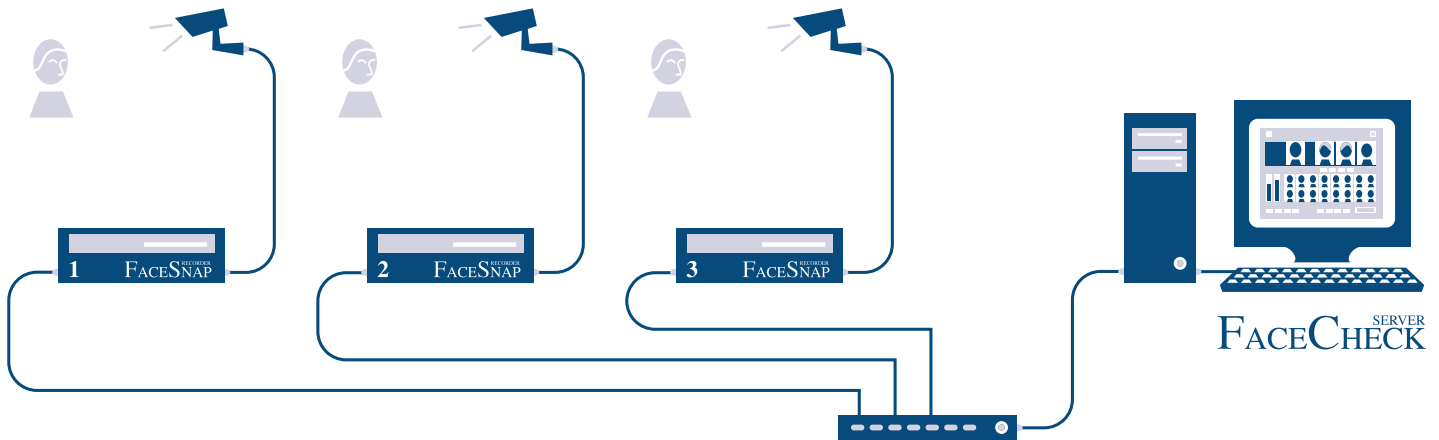 1 FACESNAP RECORDER
2 FACESNAP RECORDER
3 FACESNAP RECORDER
FACECHECK SERVER